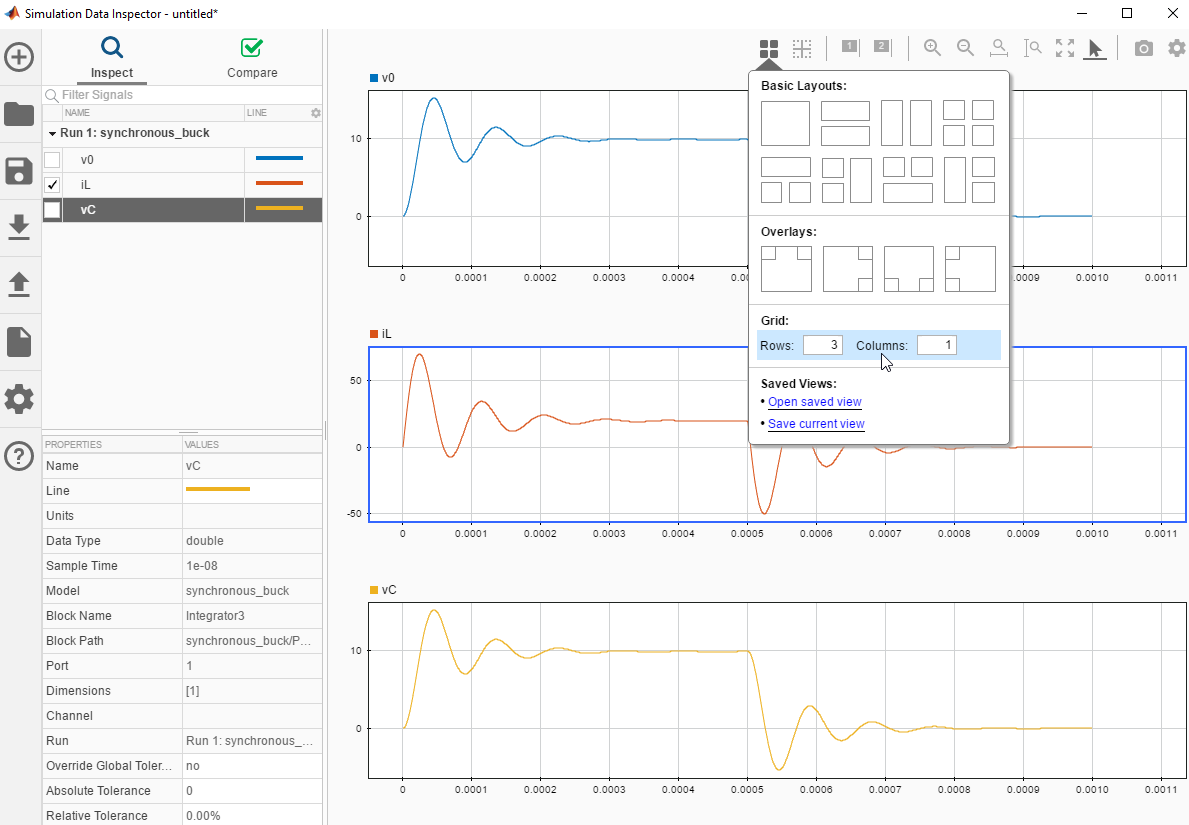 Simulation Data Inspector - untitled*
Inspect
Compare
Filter Signals
NAME LINE
Run 1: synchronous_buck
v0
iL
vC
PROPERTIES VALUES
Name vC
Line
Units
Data Type double
Sample Time 1e-08
Model synchronous_buck
Block Name Integrator3
Block Path synchronous_buck/P...
Port 1
Dimensions [1]
Channel
Run Run 1: synchronous_...
Override Global Toler... no
Absolute Tolerance 0
Relative Tolerance 0.00%
1 2
v0
10
0
0 0.0001 0.0002 0.0003 0.0004 0.0009 0.0010 0.0011
iL
50
0
-50
0 0.0001 0.0002 0.0003 0.0004 0.0005 0.0006 0.0007 0.0008 0.0009 0.0010 0.0011
vC
10
0
0 0.0001 0.0002 0.0003 0.0004 0.0005 0.0006 0.0007 0.0008 0.0009 0.0010 0.0011
Basic Layouts:
Overlays:
Grid:
Rows: 3 Columns: 1
Saved Views:
• Open saved view
• Save current view